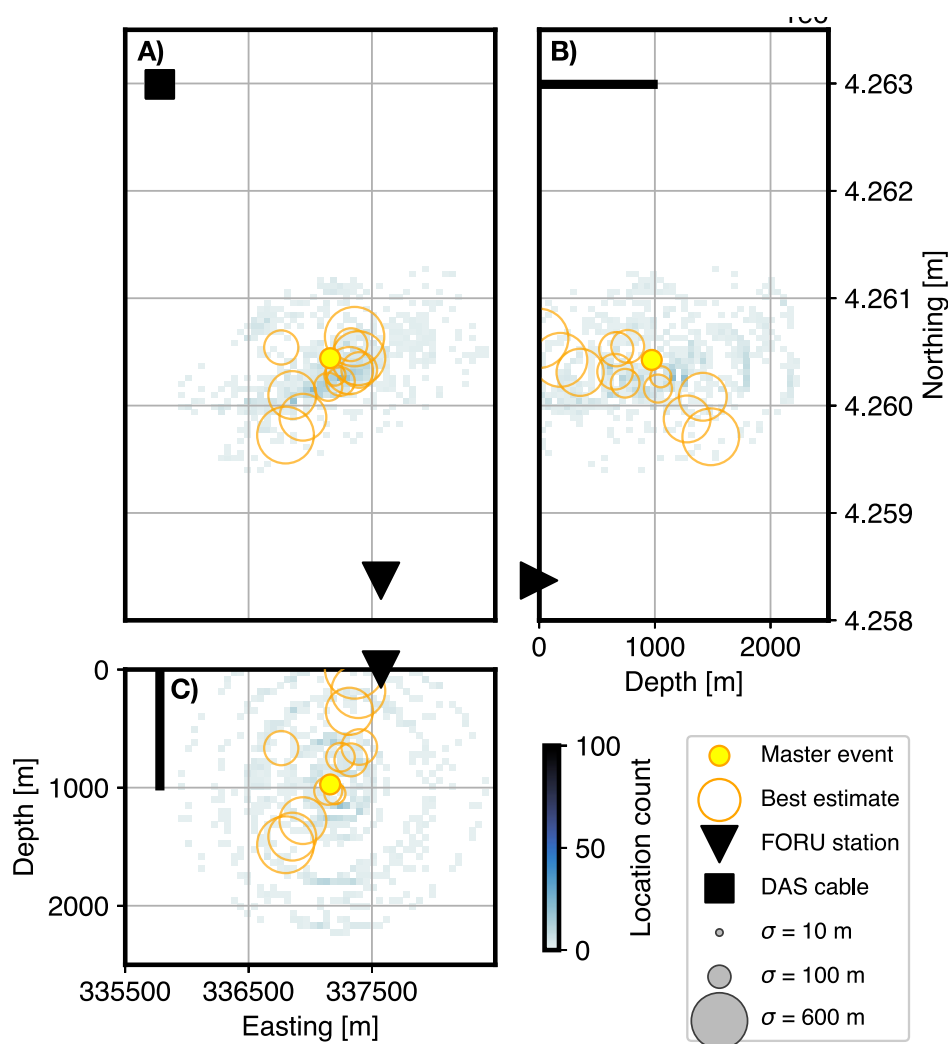 A)
B)
4.263
4.262
4.261
4.260
4.259
4.258
Northing [m]
0 1000 2000
Depth [m]
C)
0
1000
2000
Depth [m]
335500 336500 337500
Easting [m]
100
50
0
Location count
Master event
Best estimate
FORU station
DAS cable
σ = 10 m
σ = 100 m
σ = 600 m